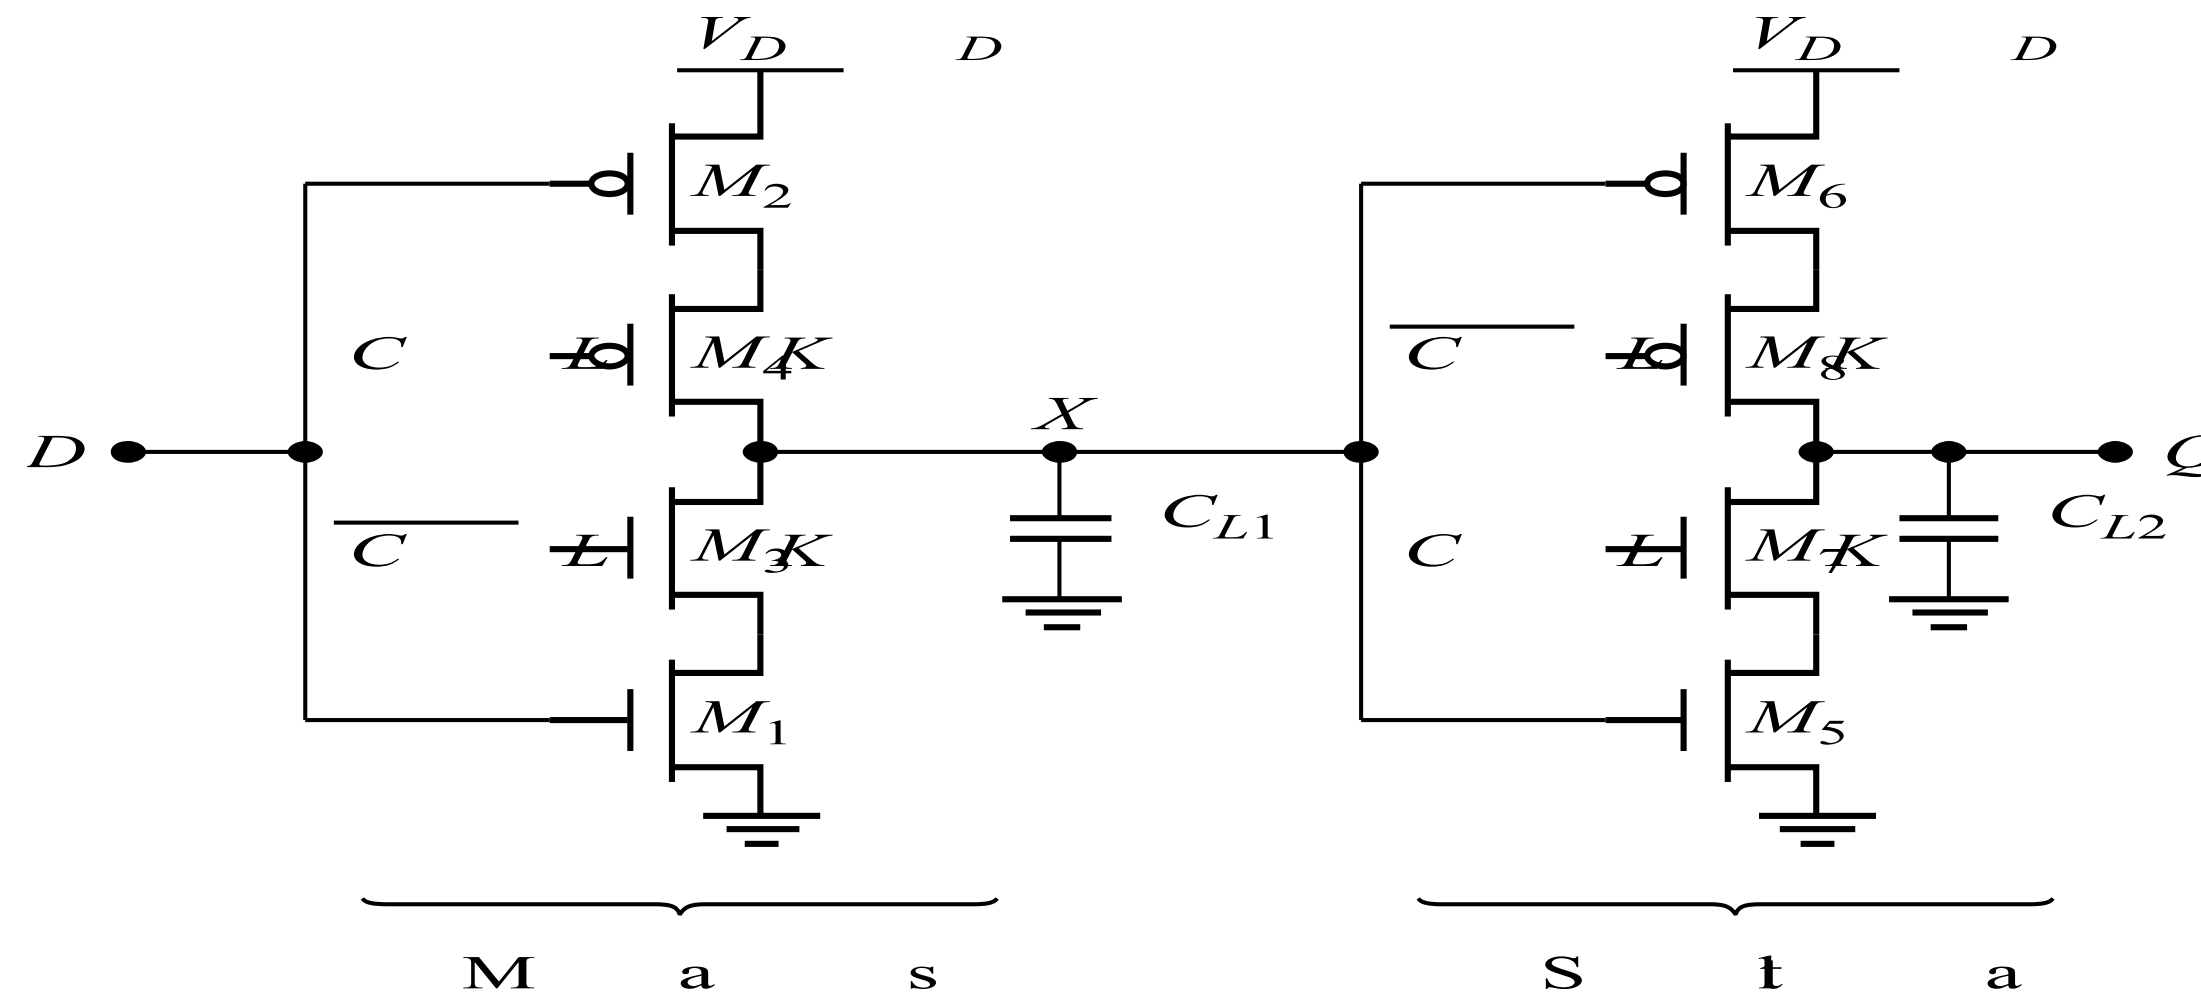 V_D D V_D D
M_2 M_6
C L M_4 K C̅ L M_8 K
X
D Q
C_L1 C_L2
C̅ L M_3 K C L M_7 K
M_1 M_5
M a s S t a